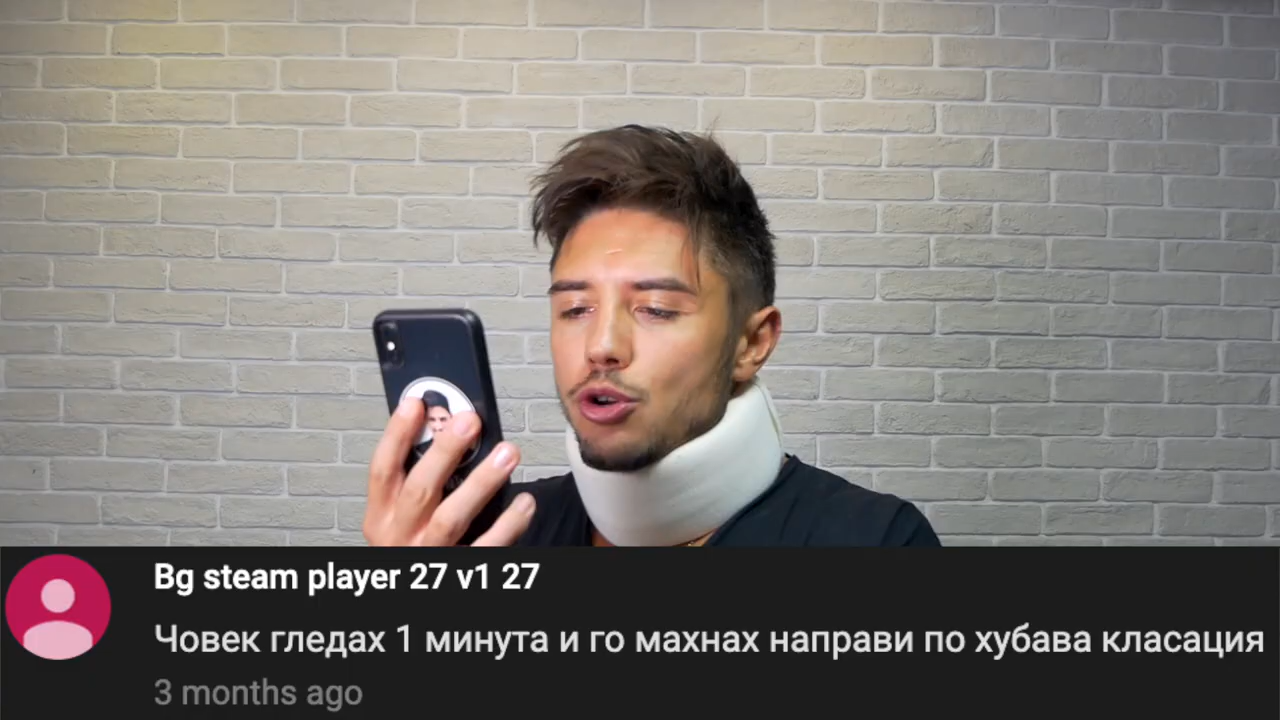 Bg steam player 27 v1 27
Човек гледах 1 минута и го махнах направи по хубава класация
3 months ago